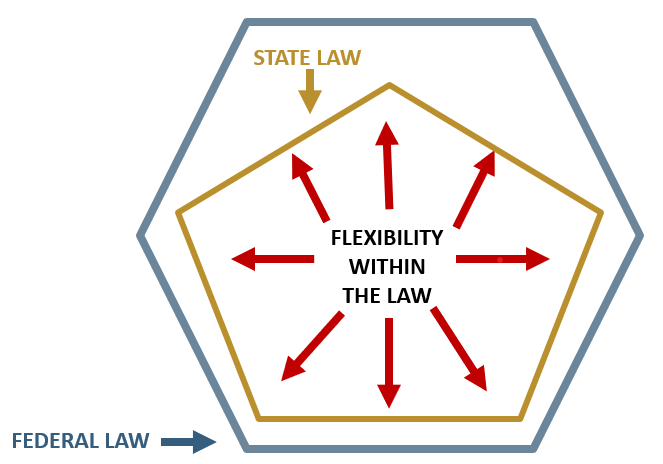 STATE LAW
FLEXIBILITY
WITHIN
THE LAW
FEDERAL LAW